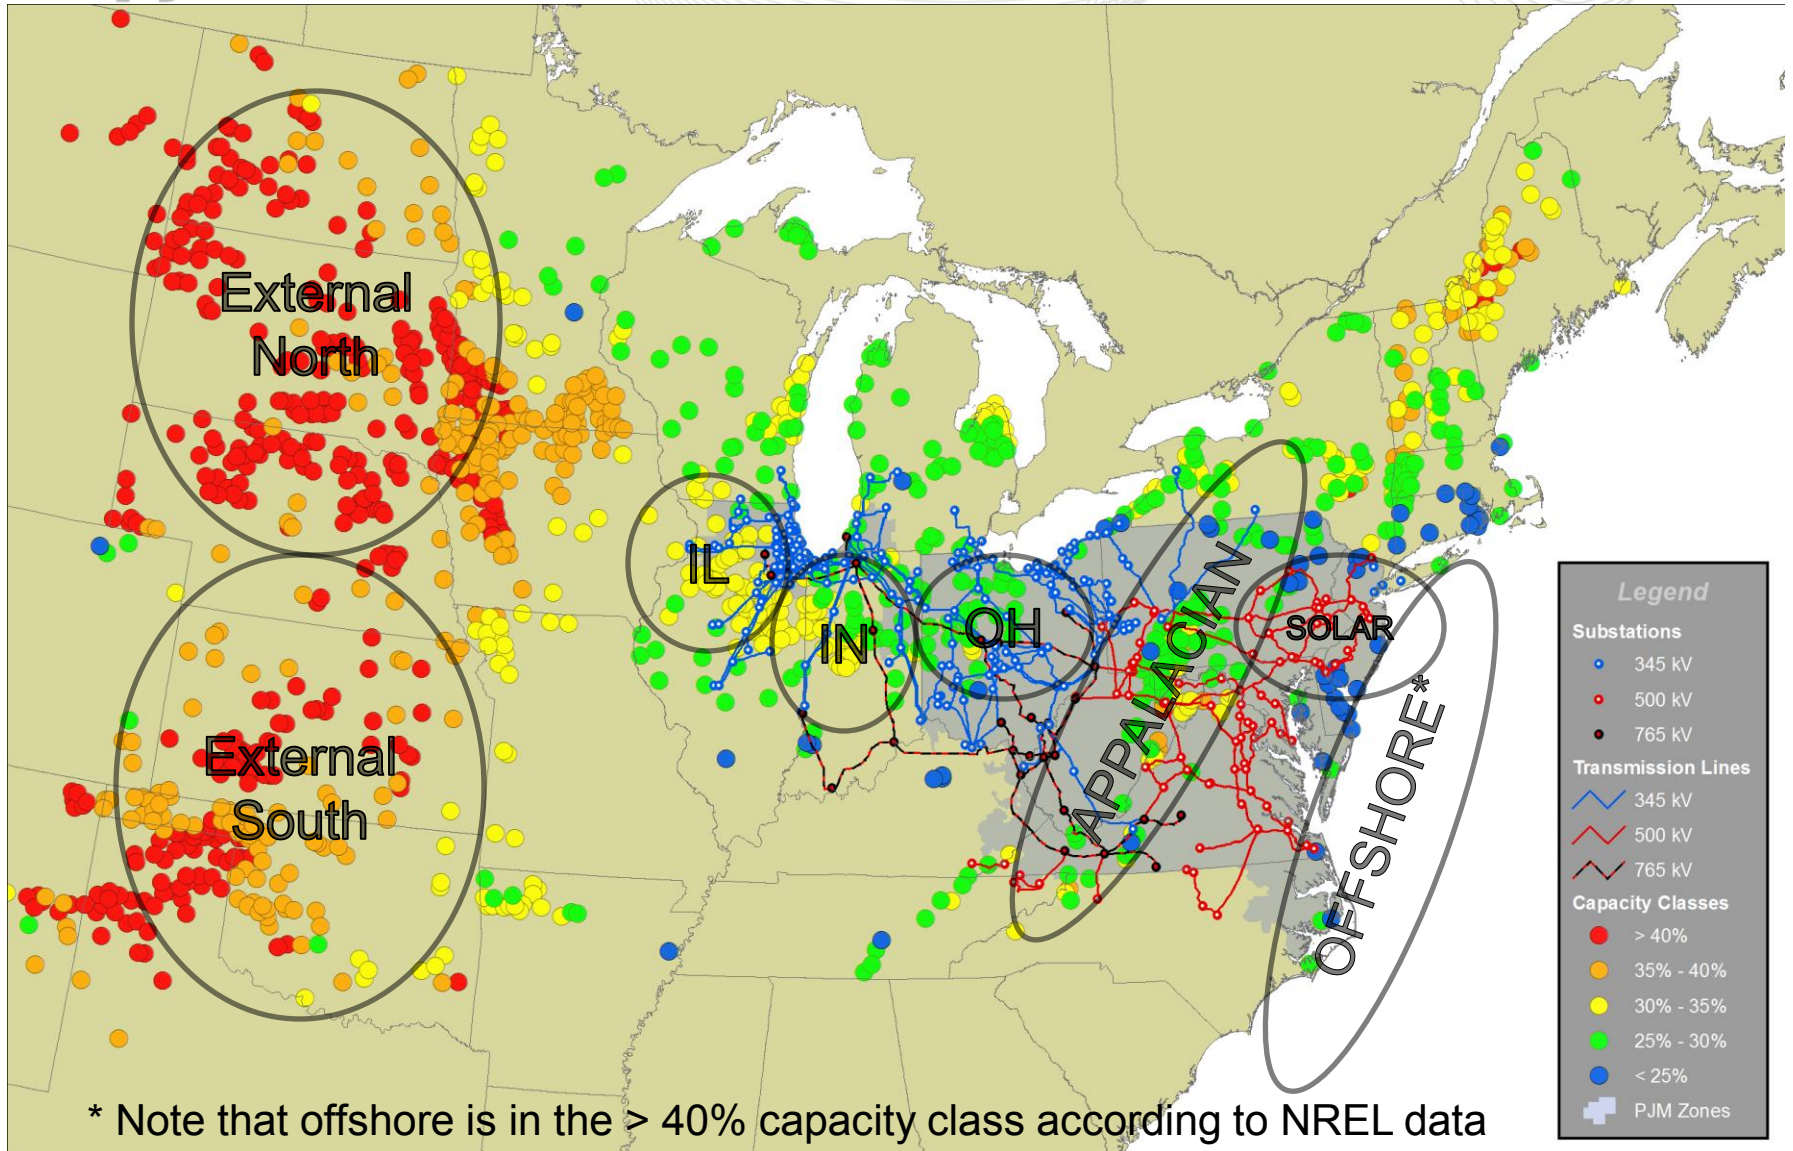 External
North
External
South
IL
IN
OH
APPALACIAN
SOLAR
OFFSHORE*
Legend
Substations
345 kV
500 kV
765 kV
Transmission Lines
345 kV
500 kV
765 kV
Capacity Classes
> 40%
35% - 40%
30% - 35%
25% - 30%
< 25%
PJM Zones
* Note that offshore is in the > 40% capacity class according to NREL data